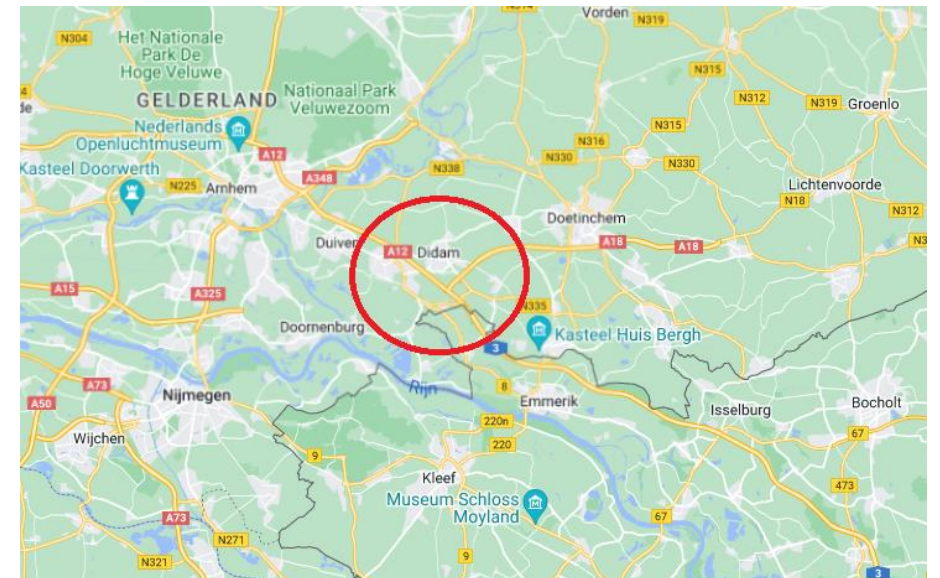 Vorden
N319
N304
Het Nationale
Park De
Hoge Veluwe
N315
GELDERLAND
Nationaal Park
Veluwezoom
N312
N319
Groenlo
Nederlands
Openluchtmuseum
N315
N316
A12
N330
N330
Kasteel Doorwerth
A348
N338
N225
Arnhem
Lichtenvoorde
N18
N312
Doetinchem
Duiven
A12
Didam
A18
A18
A15
A325
N335
Doornenburg
Kasteel Huis Bergh
3
A73
Rijn
8
A50
Nijmegen
Emmerik
Isselburg
Bocholt
220n
67
Wijchen
220
9
Kleef
473
Museum Schloss
Moyland
A73
67
N271
N321
9
3